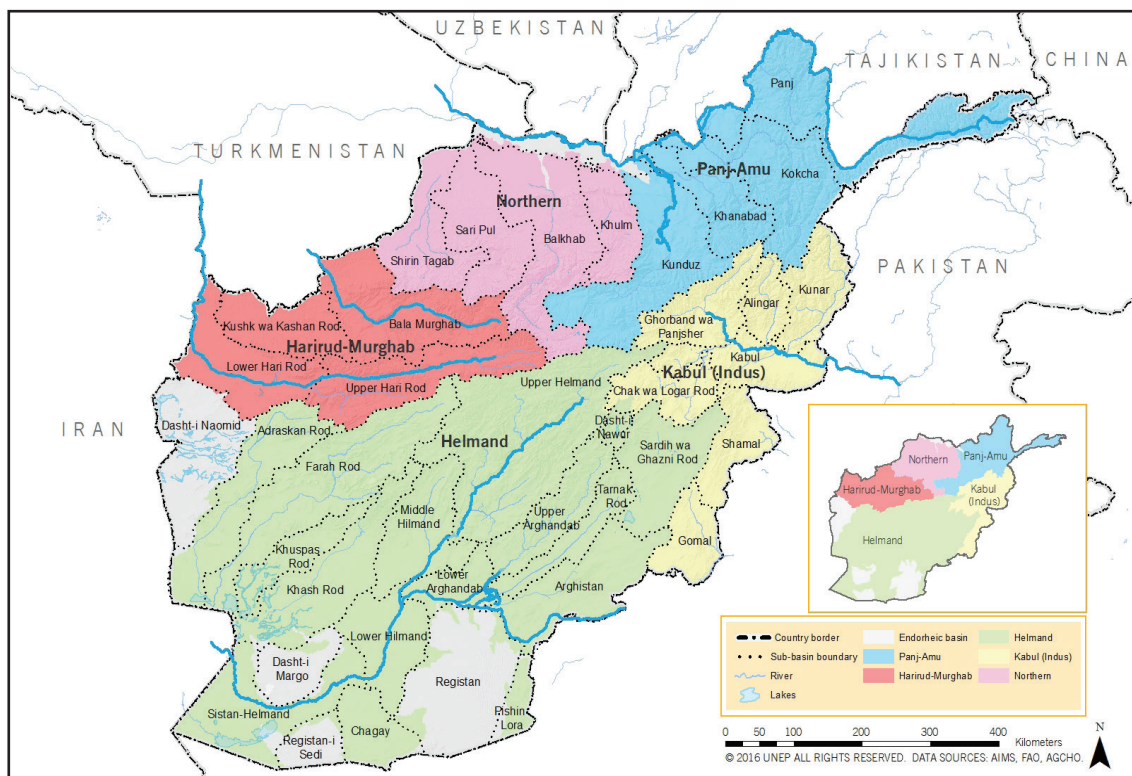 UZBEKISTAN
TAJIKISTAN
CHINA
TURKMENISTAN
PAKISTAN
IRAN
Panj
Panj-Amu
Kokcha
Khanabad
Kunduz
Northern
Sari Pul
Khulm
Balkhab
Shirin Tagab
Kunar
Alingar
Ghorband wa
Panjsher
Kabul
Kabul (Indus)
Chak wa Logar Rod
Shamal
Gomal
Bala Murghab
Kushk wa Kashan Rod
Harirud-Murghab
Lower Hari Rod
Upper Hari Rod
Dasht-i Naomid
Adraskan Rod
Farah Rod
Helmand
Upper Helmand
Dasht-i
Nawor
Sardih wa
Ghazni Rod
Tarnak
Rod
Middle
Hilmand
Upper
Arghandab
Khuspas
Rod
Khash Rod
Lower
Arghandab
Arghistan
Lower Hilmand
Dasht-i
Margo
Registan
Sistan-Helmand
Registan-i
Sedi
Chagay
Pishin
Lora
Northern
Panj-Amu
Harirud-Murghab
Kabul
(Indus)
Helmand
Country border
Sub-basin boundary
River
Lakes
Endorheic basin
Panj-Amu
Harirud-Murghab
Helmand
Kabul (Indus)
Northern
0 50 100 200 300 400 Kilometers
N
© 2016 UNEP ALL RIGHTS RESERVED. DATA SOURCES: AIMS, FAO, AGCHO.